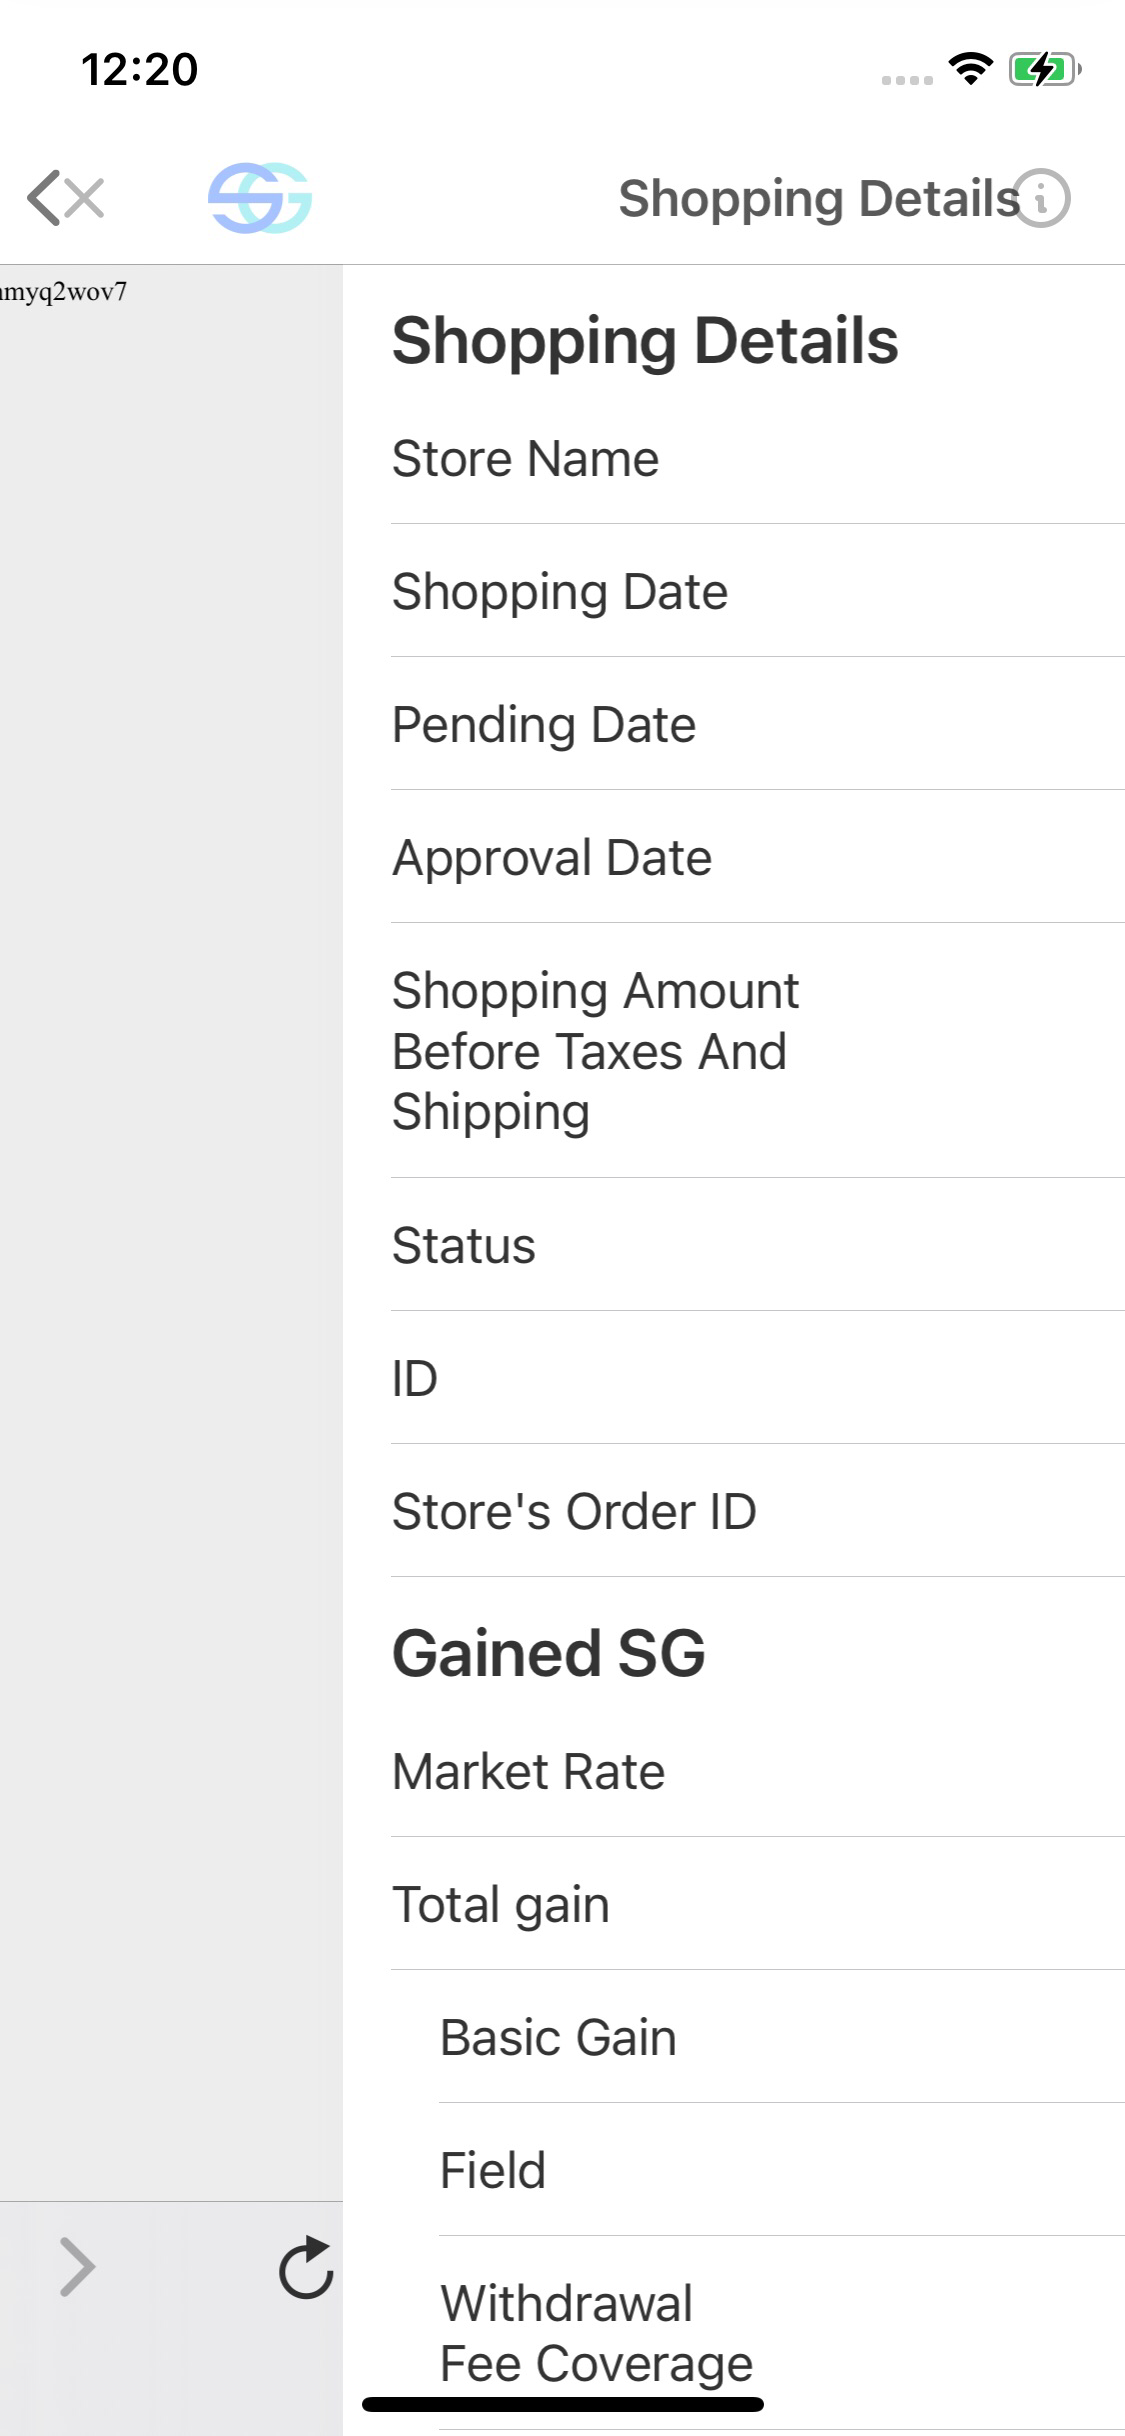 12:20
SG
Shopping Details
myq2wov7
Shopping Details
Store Name
Shopping Date
Pending Date
Approval Date
Shopping Amount
Before Taxes And
Shipping
Status
ID
Store's Order ID
Gained SG
Market Rate
Total gain
Basic Gain
Field
Withdrawal
Fee Coverage